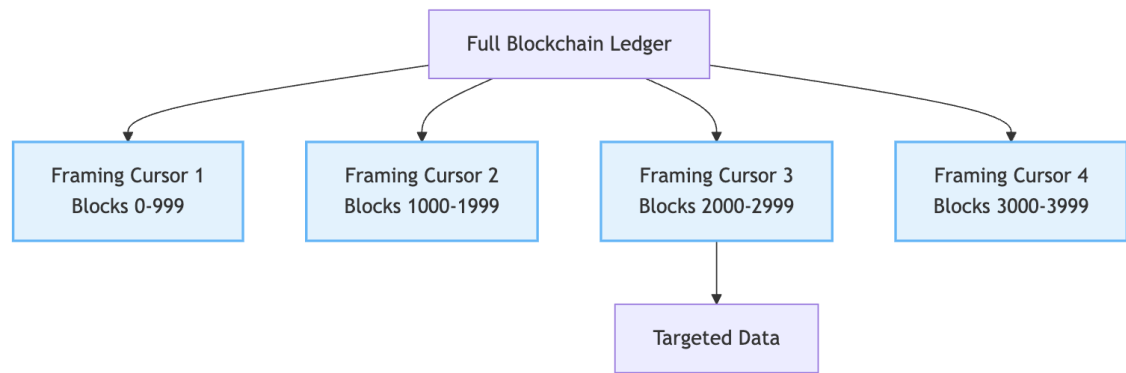 Full Blockchain Ledger
Framing Cursor 1
Blocks 0-999
Framing Cursor 2
Blocks 1000-1999
Framing Cursor 3
Blocks 2000-2999
Framing Cursor 4
Blocks 3000-3999
Targeted Data